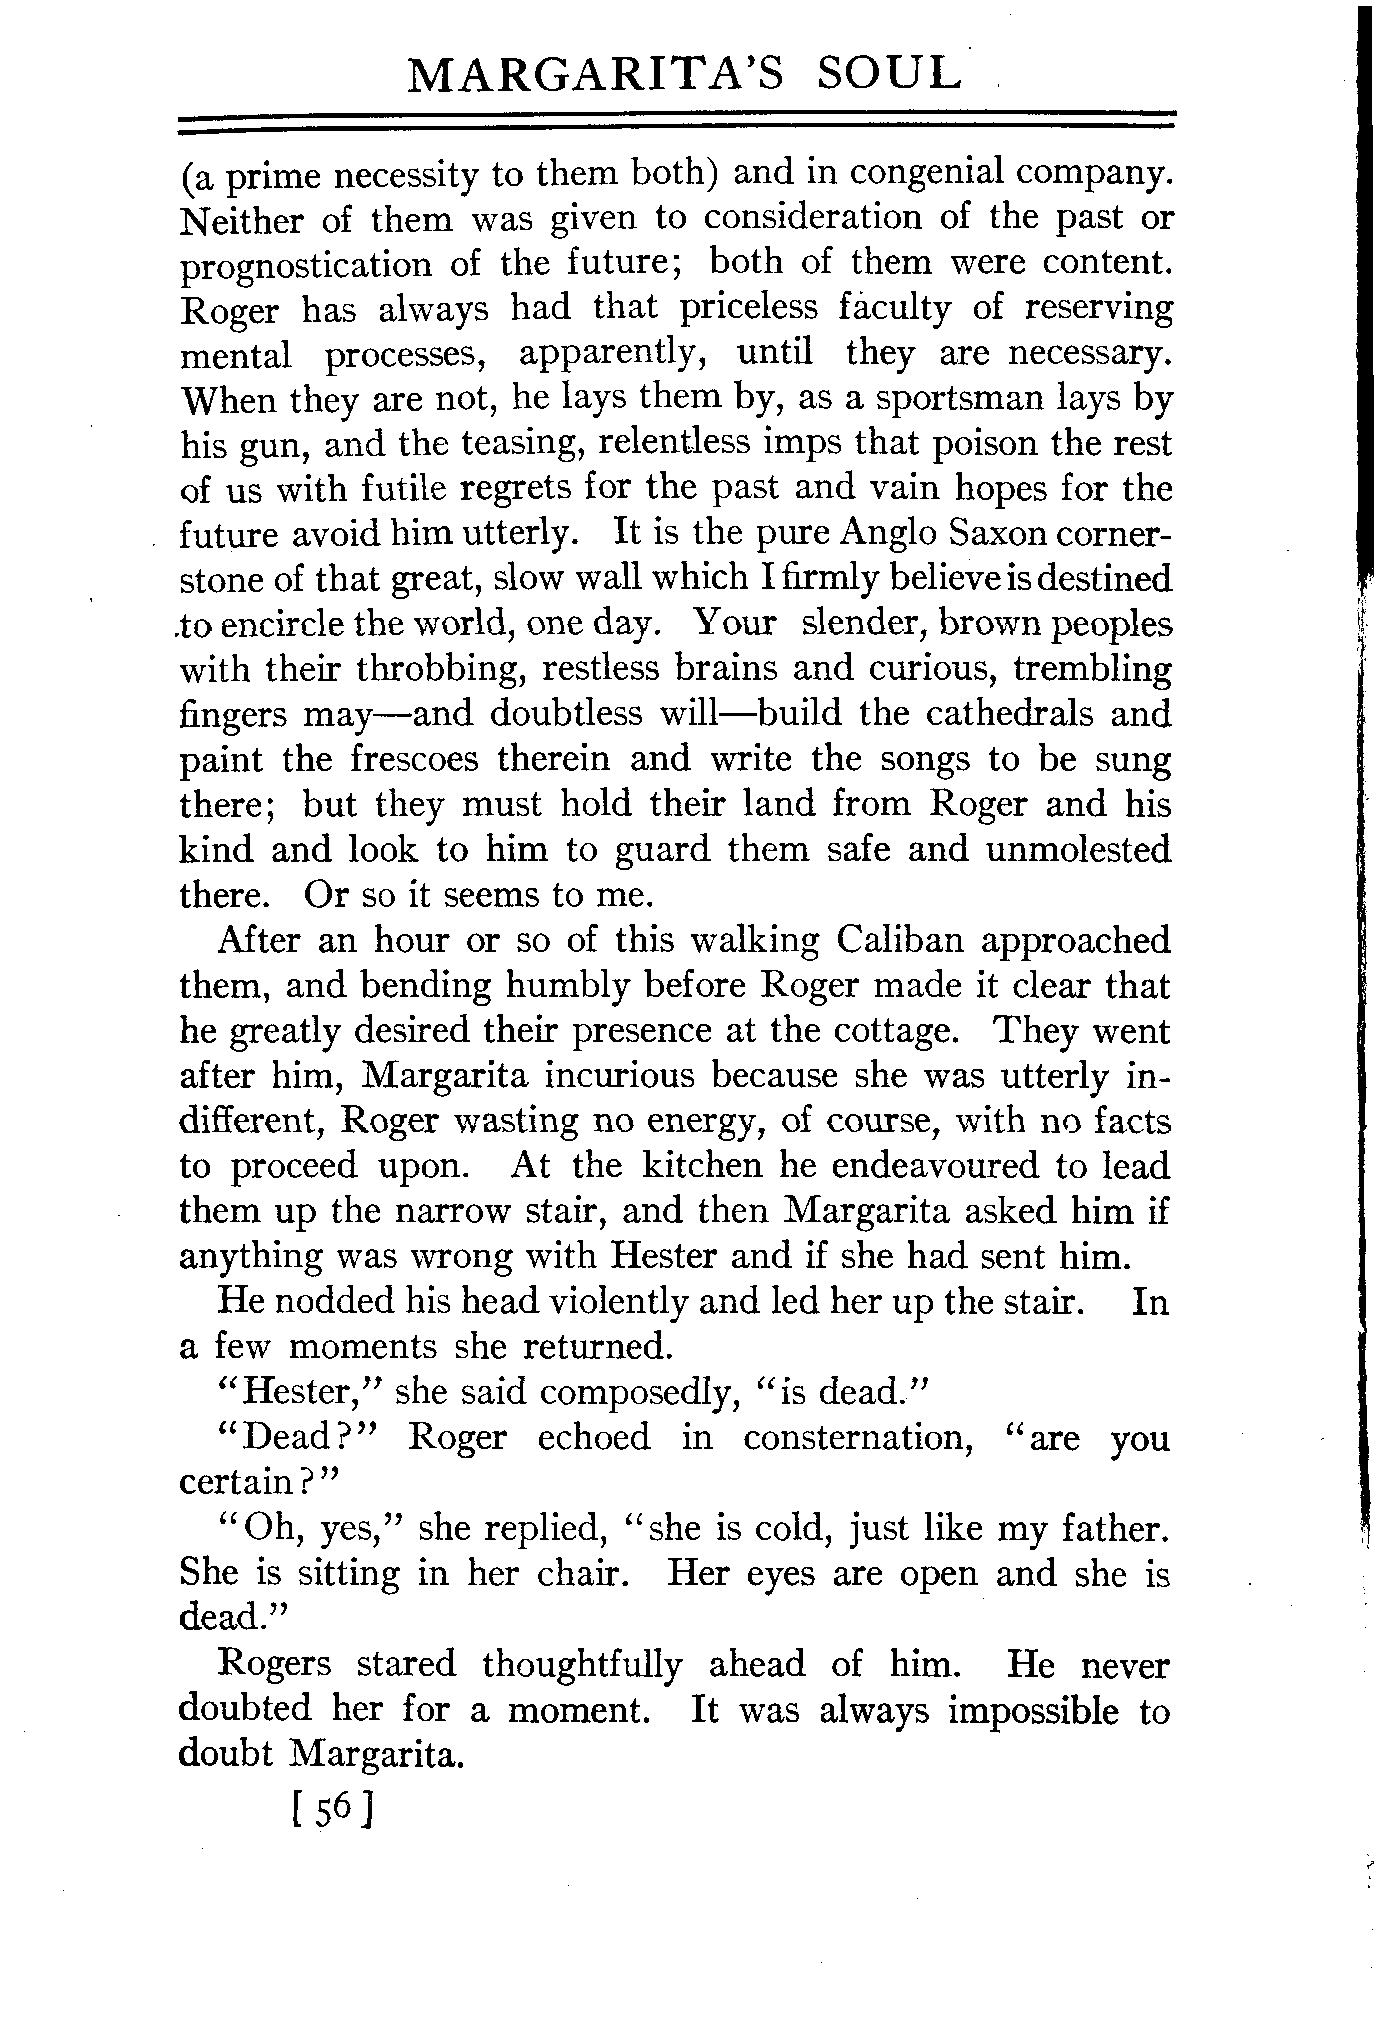 MARGARITA'S SOUL
(a prime necessity to them both) and in congenial company.
Neither of them was given to consideration of the past or
prognostication of the future; both of them were content.
Roger has always had that priceless faculty of reserving
mental processes, apparently, until they are necessary.
When they are not, he lays them by, as a sportsman lays by
his gun, and the teasing, relentless imps that poison the rest
of us with futile regrets for the past and vain hopes for the
future avoid him utterly. It is the pure Anglo Saxon corner-
stone of that great, slow wall which I firmly believe is destined
to encircle the world, one day. Your slender, brown peoples
with their throbbing, restless brains and curious, trembling
fingers may—and doubtless will—build the cathedrals and
paint the frescoes therein and write the songs to be sung
there; but they must hold their land from Roger and his
kind and look to him to guard them safe and unmolested
there. Or so it seems to me.
After an hour or so of this walking Caliban approached
them, and bending humbly before Roger made it clear that
he greatly desired their presence at the cottage. They went
after him, Margarita incurious because she was utterly in-
different, Roger wasting no energy, of course, with no facts
to proceed upon. At the kitchen he endeavoured to lead
them up the narrow stair, and then Margarita asked him if
anything was wrong with Hester and if she had sent him.
He nodded his head violently and led her up the stair. In
a few moments she returned.
"Hester," she said composedly, "is dead."
"Dead?" Roger echoed in consternation, "are you
certain?"
"Oh, yes," she replied, "she is cold, just like my father.
She is sitting in her chair. Her eyes are open and she is
dead."
Rogers stared thoughtfully ahead of him. He never
doubted her for a moment. It was always impossible to
doubt Margarita.
[ 56 ]